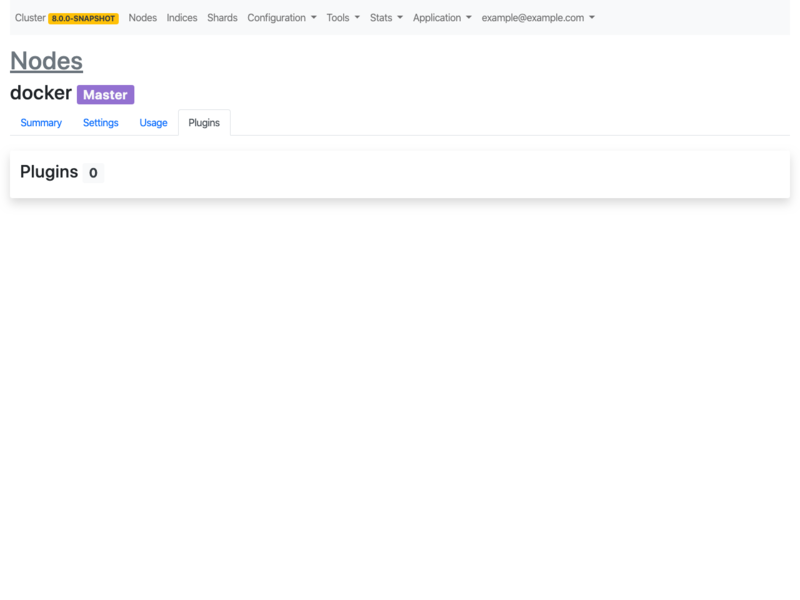 Cluster 8.0.0-SNAPSHOT Nodes Indices Shards Configuration Tools Stats Application example@example.com
Nodes
docker Master
Summary Settings Usage Plugins
Plugins 0